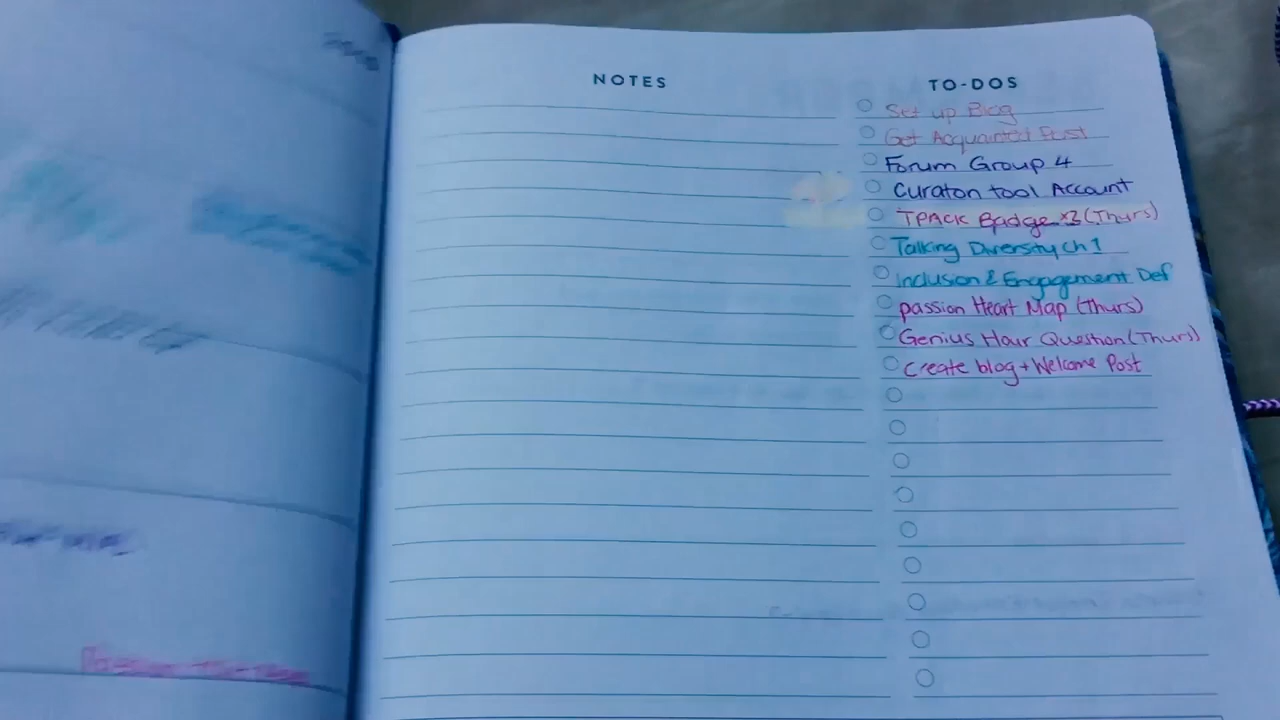 NOTES
TO-DOS
Set up Blog
Get Acquainted Post
Forum Group 4
Curaton tool Account
TPACK Badge x3 (Thurs)
Talking Diversity Ch 1
Inclusion & Engagement Def
passion Heart Map (Thurs)
Genius Hour Question (Thurs)
Create blog + Welcome Post